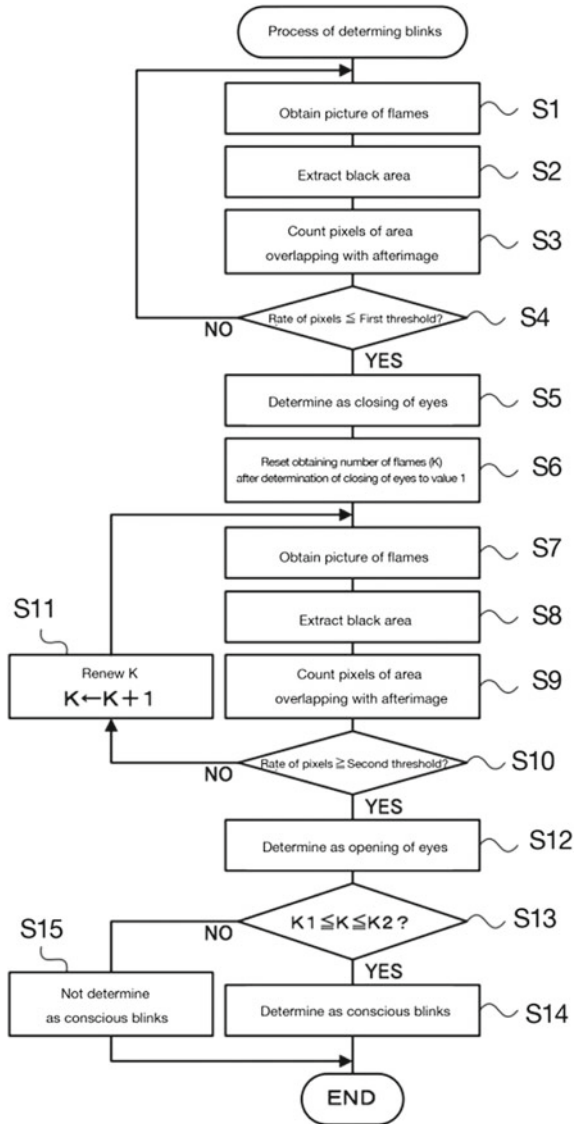 Process of determing blinks
Obtain picture of flames
S1
Extract black area
S2
Count pixels of area
overlapping with afterimage
S3
Rate of pixels ≦ First threshold?
S4
NO
YES
Determine as closing of eyes
S5
Reset obtaining number of flames (K)
after determination of closing of eyes to value 1
S6
Obtain picture of flames
S7
Extract black area
S8
S11
Renew K
K←K+1
Count pixels of area
overlapping with afterimage
S9
Rate of pixels ≧ Second threshold?
S10
NO
YES
Determine as opening of eyes
S12
K1≦K≦K2?
S13
NO
YES
S15
Not determine
as conscious blinks
Determine as conscious blinks
S14
END